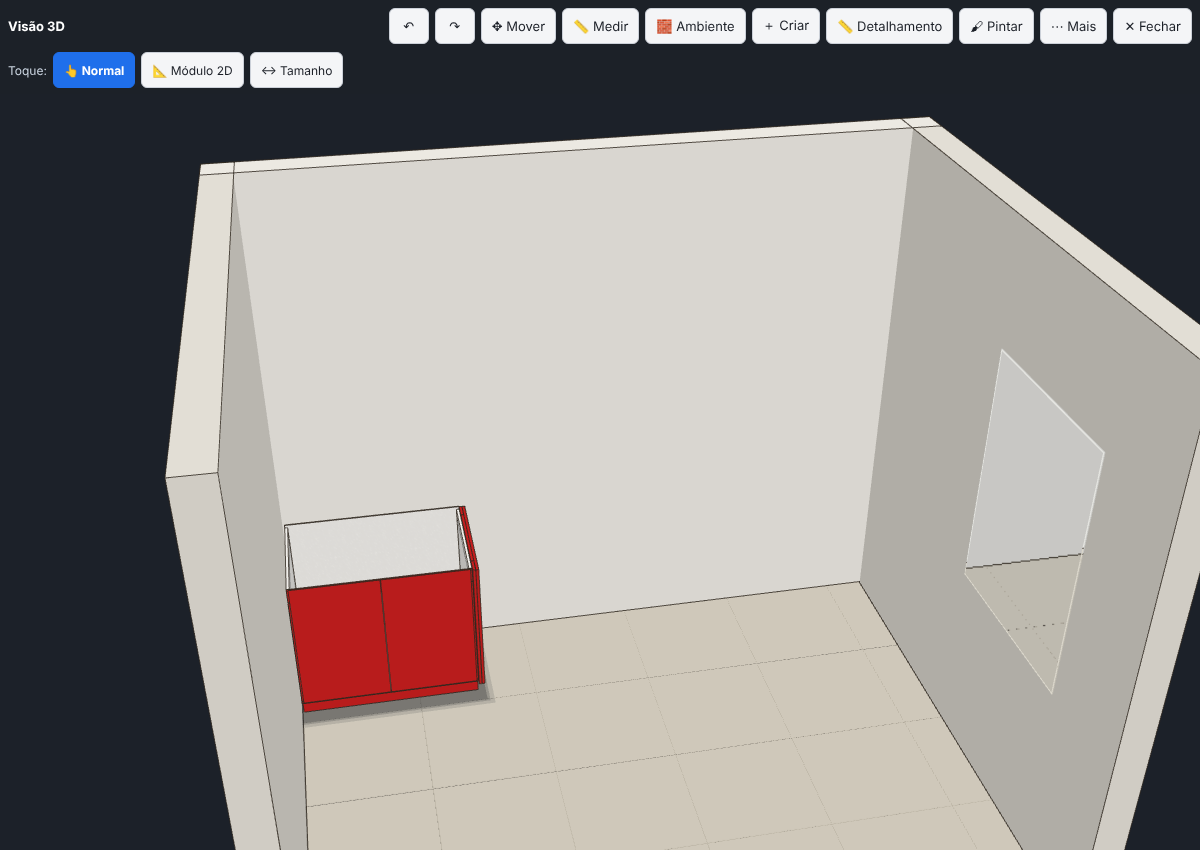 Visão 3D
↶ ↷ ✥ Mover 📏 Medir 🧱 Ambiente + Criar 📏 Detalhamento 🖌 Pintar ··· Mais ✕ Fechar
Toque: 👆 Normal 📐 Módulo 2D ↔ Tamanho